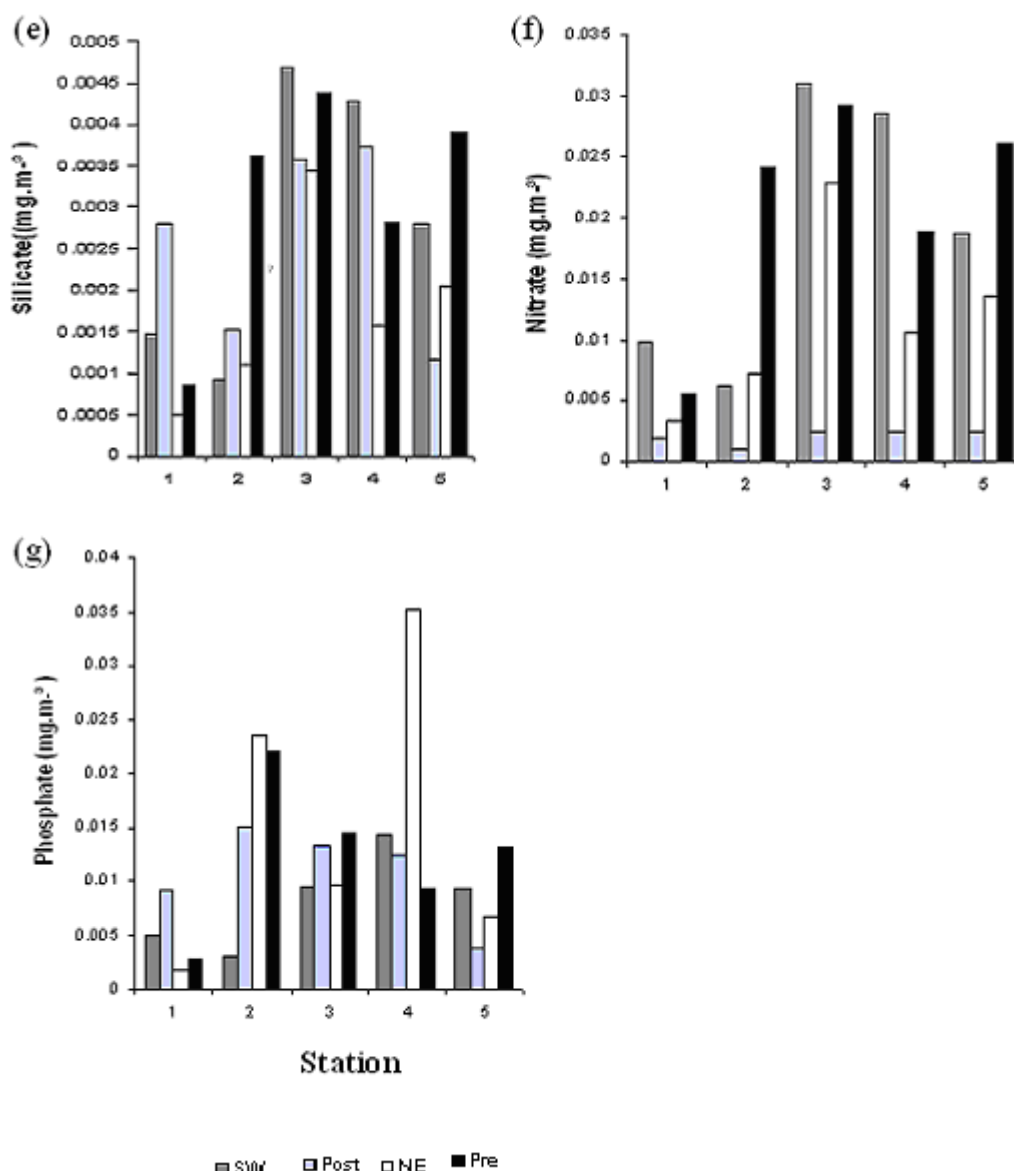 (e)
Silicate((mg.m-³)
0.005
0.0045
0.004
0.0035
0.003
0.0025
0.002
0.0015
0.001
0.0005
0
1 2 3 4 5
(f)
Nitrate (mg.m-³)
0.035
0.03
0.025
0.02
0.015
0.01
0.005
0
1 2 3 4 5
(g)
Phosphate (mg.m-³)
0.04
0.035
0.03
0.025
0.02
0.015
0.01
0.005
0
1 2 3 4 5
Station
SW Post NE Pre